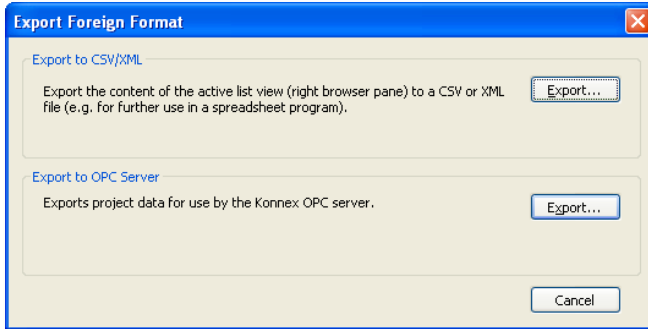 Export Foreign Format
Export to CSV/XML
Export the content of the active list view (right browser pane) to a CSV or XML
file (e.g. for further use in a spreadsheet program).
Export...
Export to OPC Server
Exports project data for use by the Konnex OPC server.
Export...
Cancel